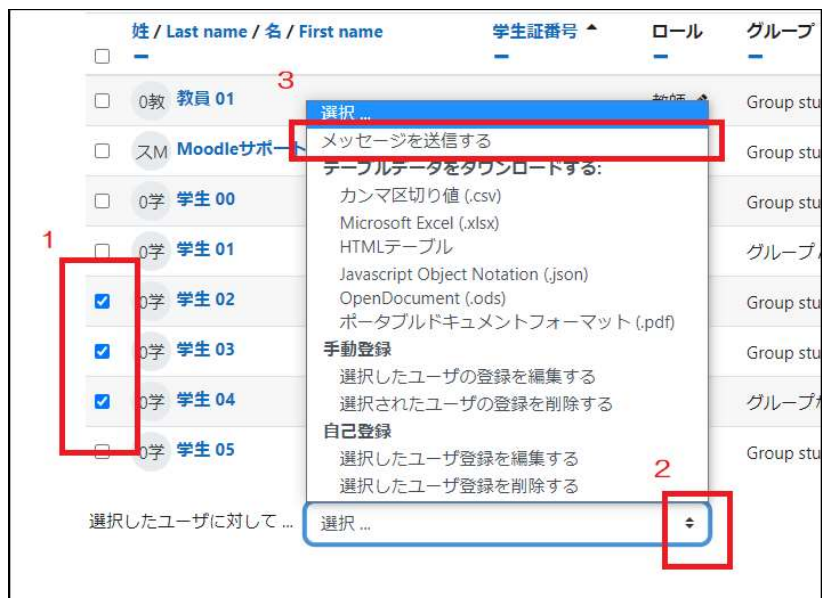 姓 / Last name / 名 / First name 学生証番号 ロール グループ
3
0教 教員 01 Group stu
選択 ...
スM Moodleサポート メッセージを送信する Group stu
テーブルデータをダウンロードする:
0学 学生 00 カンマ区切り値 (.csv) Group stu
Microsoft Excel (.xlsx)
1 0学 学生 01 HTMLテーブル グループ
Javascript Object Notation (.json)
0学 学生 02 OpenDocument (.ods) Group stu
ポータブルドキュメントフォーマット (.pdf)
0学 学生 03 手動登録 Group stu
選択したユーザの登録を編集する
0学 学生 04 選択されたユーザの登録を削除する グループ
自己登録
0学 学生 05 選択したユーザ登録を編集する Group stu
2
選択したユーザ登録を削除する
選択したユーザに対して ... 選択 ...